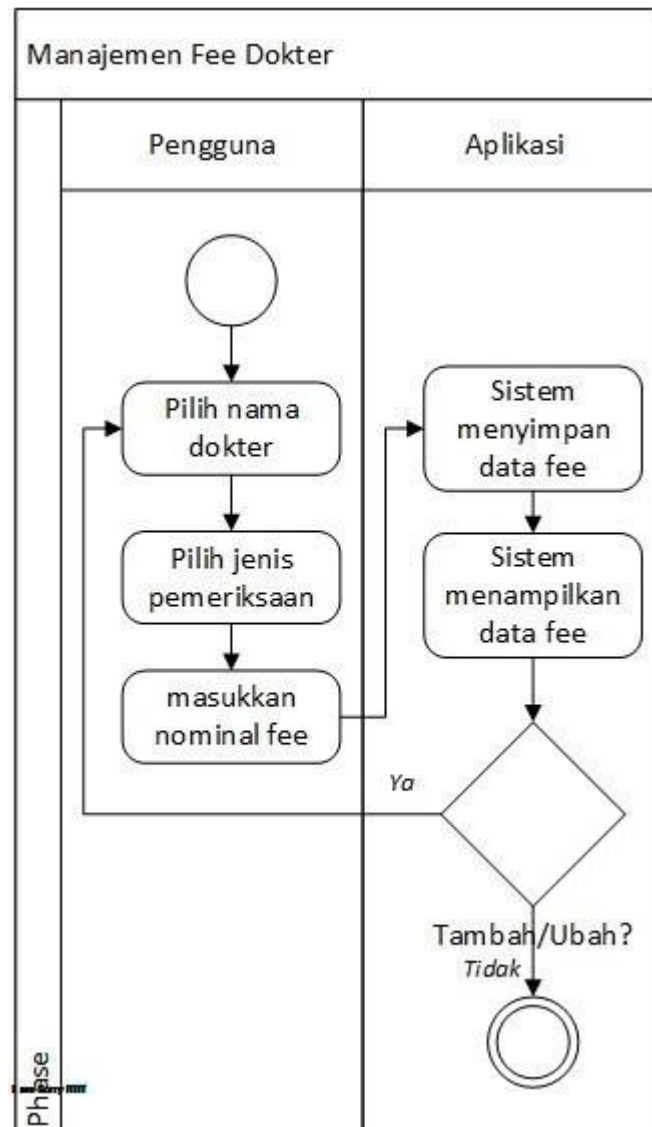 Manajemen Fee Dokter
Pengguna
Aplikasi
Pilih nama
dokter
Pilih jenis
pemeriksaan
masukkan
nominal fee
Sistem
menyimpan
data fee
Sistem
menampilkan
data fee
Ya
Tambah/Ubah?
Tidak
Phase